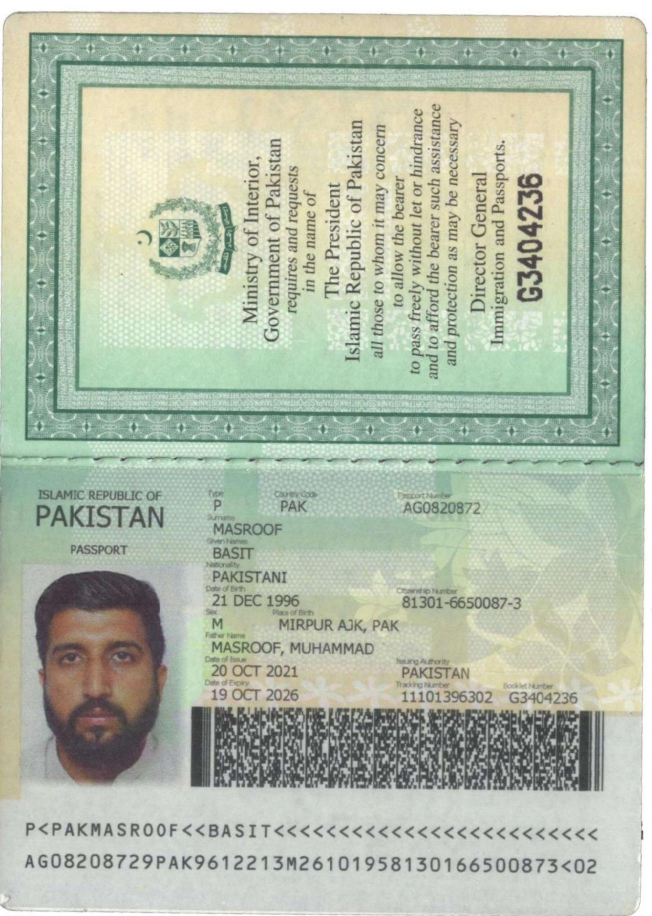 Ministry of Interior,
Government of Pakistan
requires and requests
in the name of
The President
Islamic Republic of Pakistan
all those to whom it may concern
to allow the bearer
to pass freely without let or hindrance
and to afford the bearer such assistance
and protection as may be necessary
Director General
Immigration and Passports.
G3404236
ISLAMIC REPUBLIC OF
PAKISTAN
PASSPORT
Type Country Code Passport Number
P PAK AG0820872
Surname
MASROOF
Given Names
BASIT
Nationality
PAKISTANI
Date of Birth Citizenship Number
21 DEC 1996 81301-6650087-3
Sex Place of Birth
M MIRPUR AJK, PAK
Father Name
MASROOF, MUHAMMAD
Date of Issue Issuing Authority
20 OCT 2021 PAKISTAN
Date of Expiry Tracking Number Booklet Number
19 OCT 2026 11101396302 G3404236
P<PAKMASROOF<<BASIT<<<<<<<<<<<<<<<<<<<<<<<<<
AG08208729PAK9612213M26101958130166500873<02